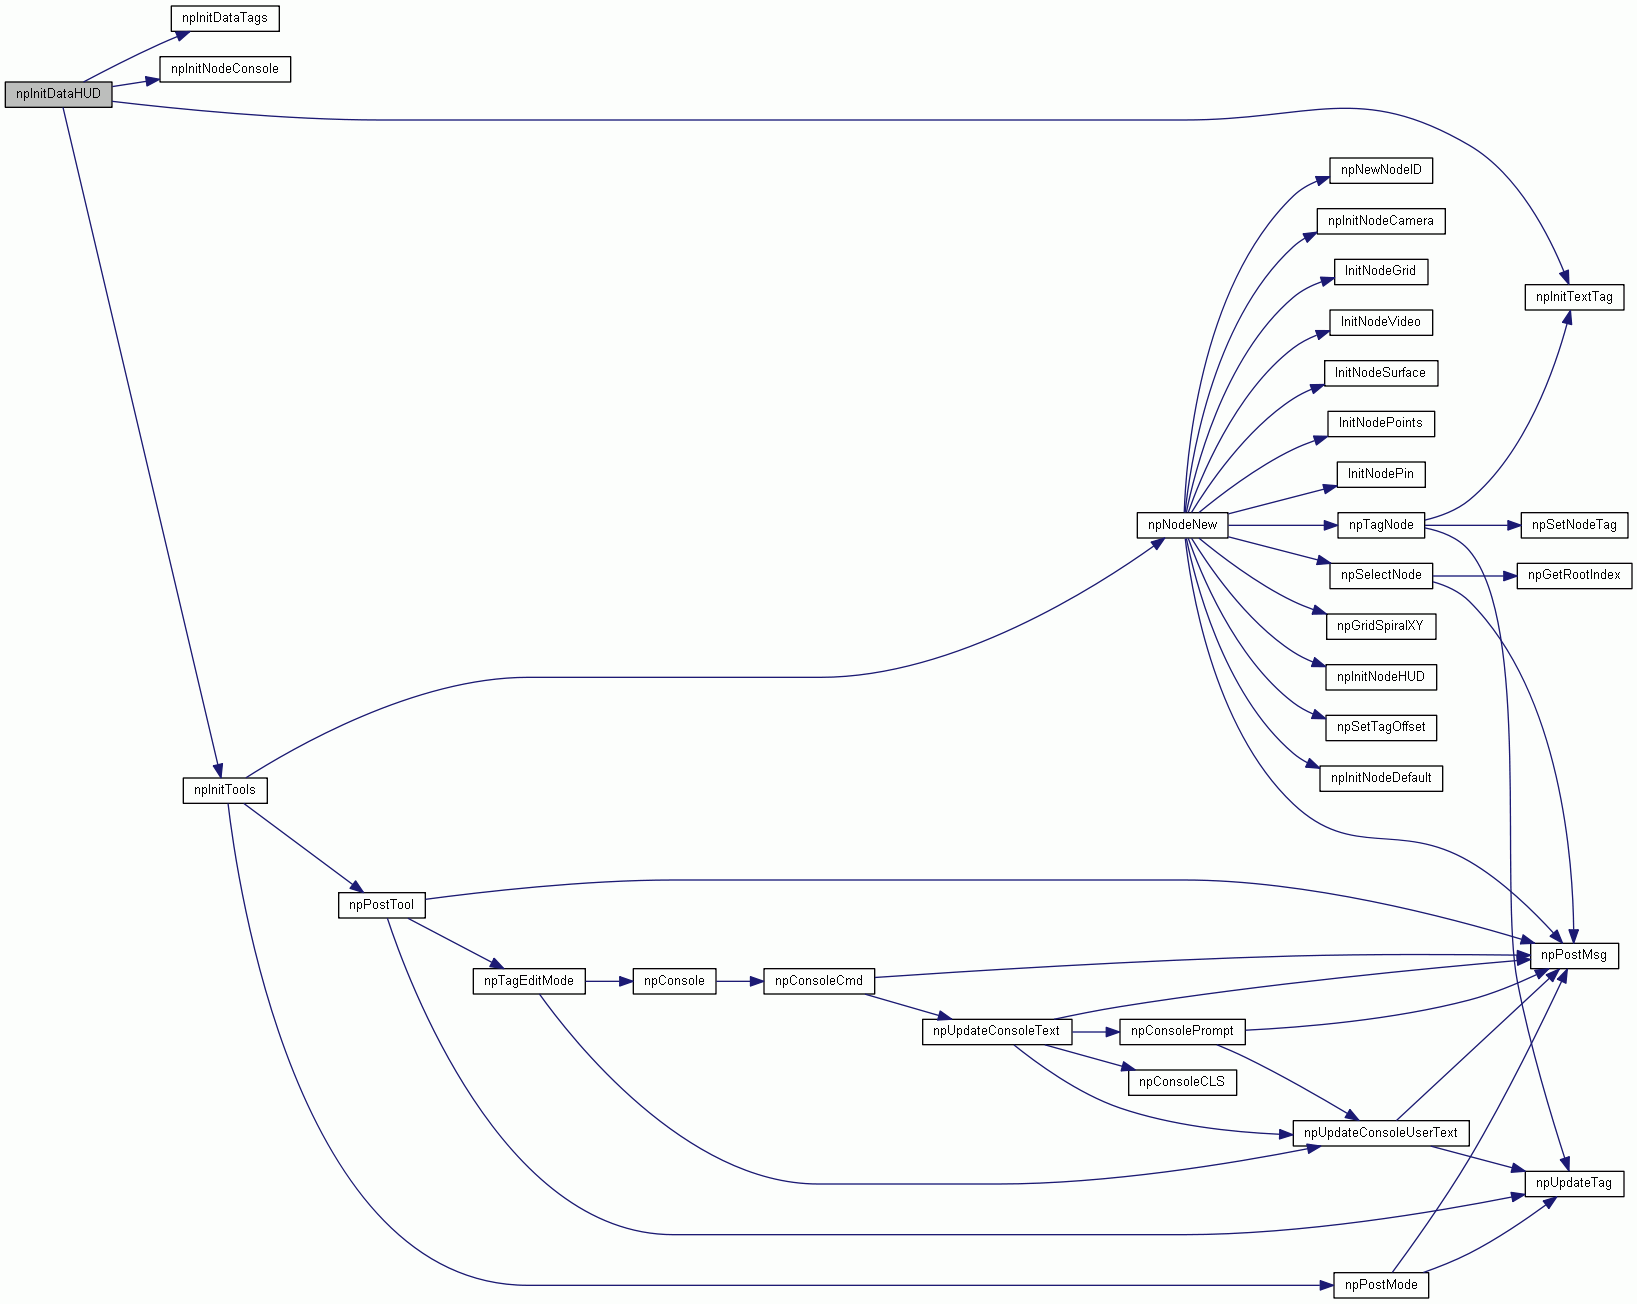 npInitDataTags
npInitNodeConsole
npInitDataHUD
npNewNodeID
npInitNodeCamera
InitNodeGrid
npInitTextTag
InitNodeVideo
InitNodeSurface
InitNodePoints
InitNodePin
npNodeNew
npTagNode
npSetNodeTag
npSelectNode
npGetRootIndex
npGridSpiralXY
npInitNodeHUD
npSetTagOffset
npInitNodeDefault
npInitTools
npPostTool
npPostMsg
npTagEditMode
npConsole
npConsoleCmd
npUpdateConsoleText
npConsolePrompt
npConsoleCLS
npUpdateConsoleUserText
npUpdateTag
npPostMode